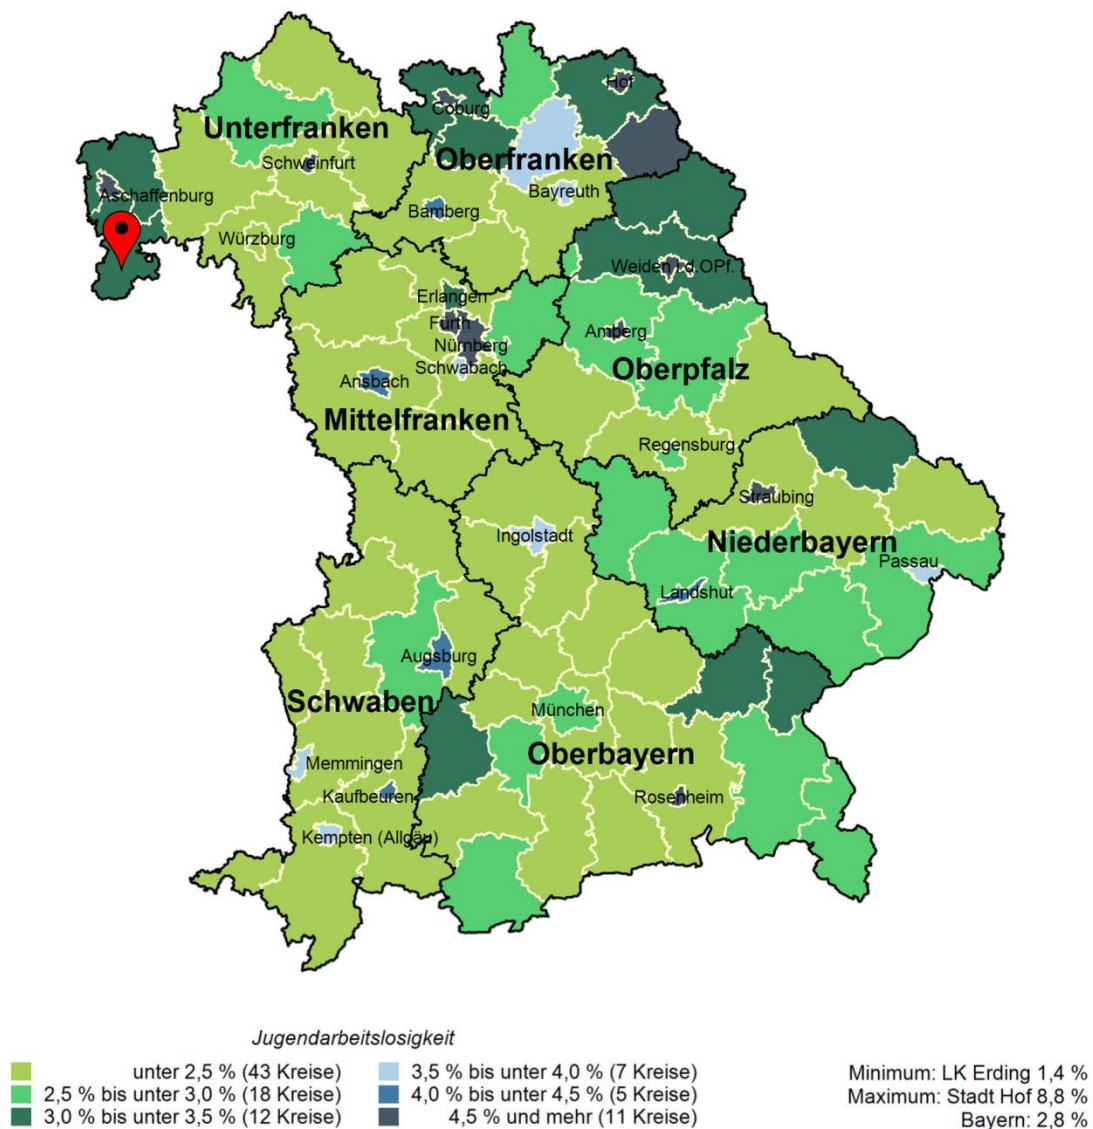 Hof
Coburg
Unterfranken
Oberfranken
Schweinfurt
Aschaffenburg
Bayreuth
Bamberg
Würzburg
Weiden i.d.OPf.
Erlangen
Fürth
Amberg
Nürnberg
Schwabach
Oberpfalz
Ansbach
Mittelfranken
Regensburg
Straubing
Ingolstadt
Niederbayern
Passau
Landshut
Augsburg
Schwaben
München
Oberbayern
Memmingen
Kaufbeuren
Rosenheim
Kempten (Allgäu)
Jugendarbeitslosigkeit
unter 2,5 % (43 Kreise)
2,5 % bis unter 3,0 % (18 Kreise)
3,0 % bis unter 3,5 % (12 Kreise)
3,5 % bis unter 4,0 % (7 Kreise)
4,0 % bis unter 4,5 % (5 Kreise)
4,5 % und mehr (11 Kreise)
Minimum: LK Erding 1,4 %
Maximum: Stadt Hof 8,8 %
Bayern: 2,8 %